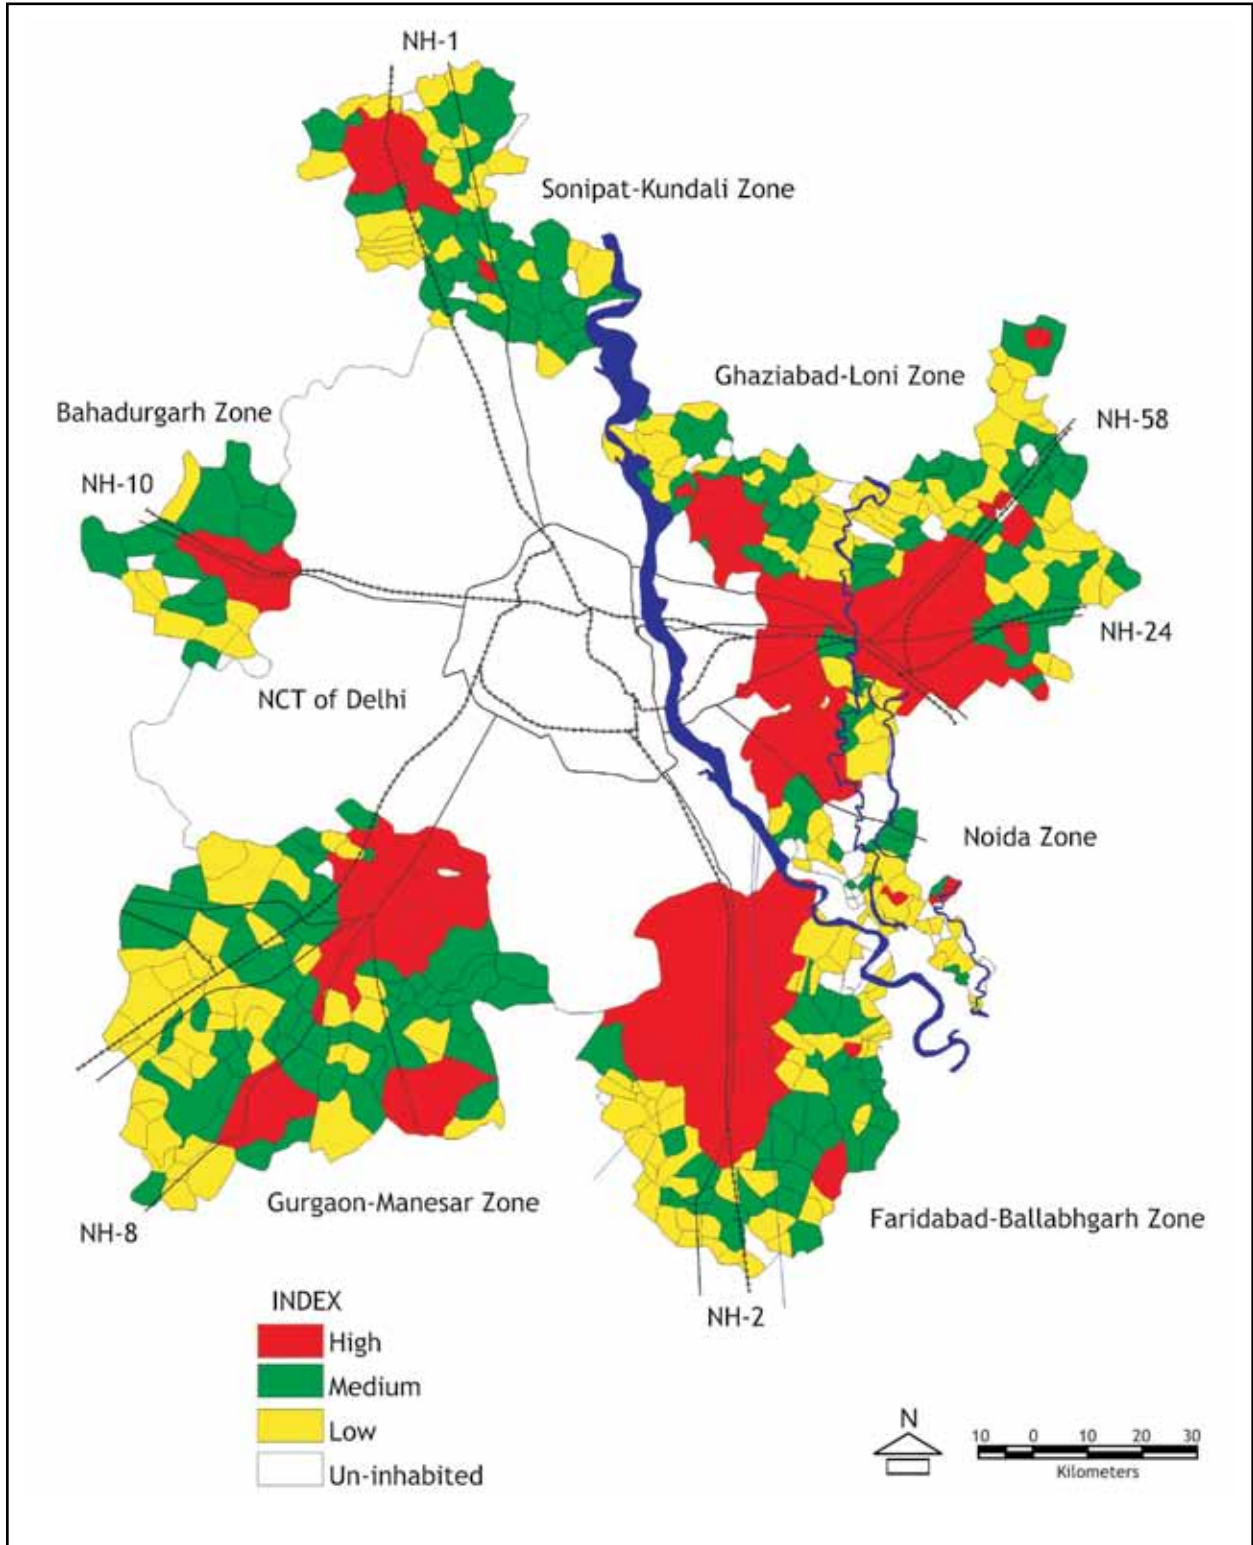 NH-1
Sonipat-Kundali Zone
Ghaziabad-Loni Zone
NH-58
Bahadurgarh Zone
NH-10
NH-24
NCT of Delhi
Noida Zone
Gurgaon-Manesar Zone
NH-8
Faridabad-Ballabhgarh Zone
NH-2
INDEX
High
Medium
Low
Un-inhabited
N
10 0 10 20 30
Kilometers